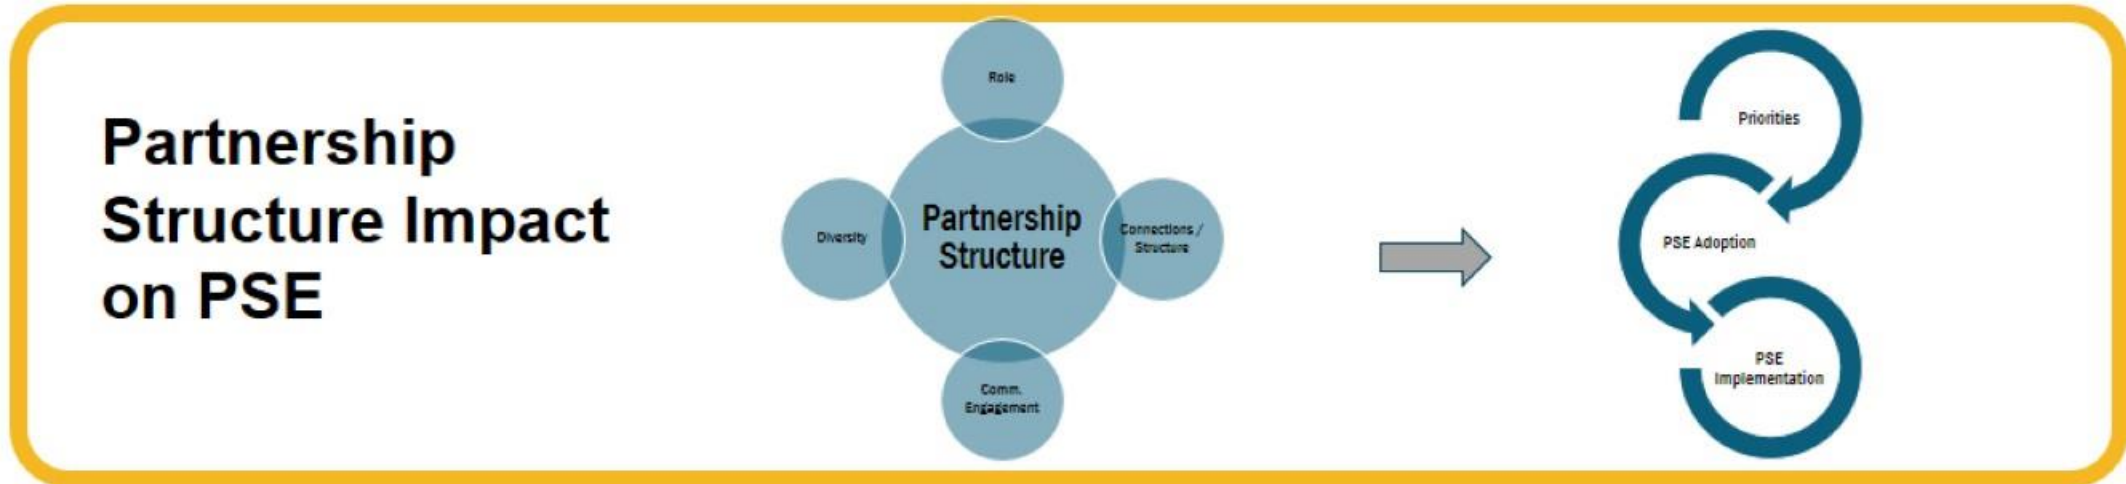 Partnership
Structure Impact
on PSE
Role
Diversity
Partnership
Structure
Connections /
Structure
Comm.
Engagement
Priorities
PSE Adoption
PSE
Implementation